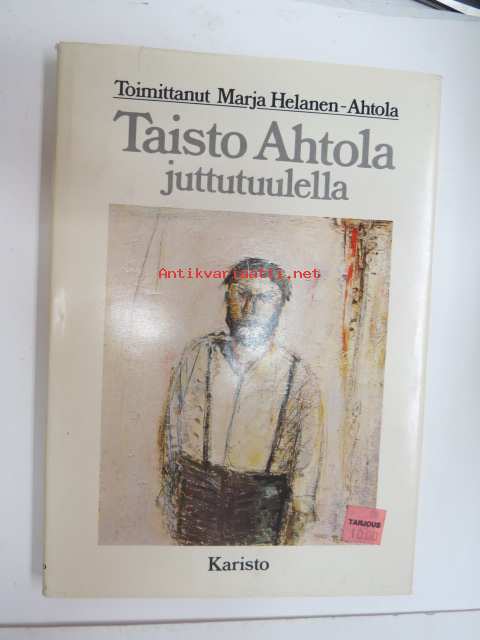 Toimittanut Marja Helanen-Ahtola
Taisto Ahtola
juttutuulella
Antikvariaatti.net
TARJOUS
Karisto